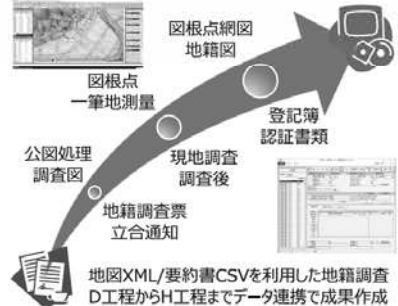 図根点網図
地籍図
図根点
一筆地測量
登記簿
認証書類
公図処理
調査図
現地調査
調査後
地籍調査票
立合通知
地図XML/要約書CSVを利用した地籍調査
D工程からH工程までデータ連携で成果作成